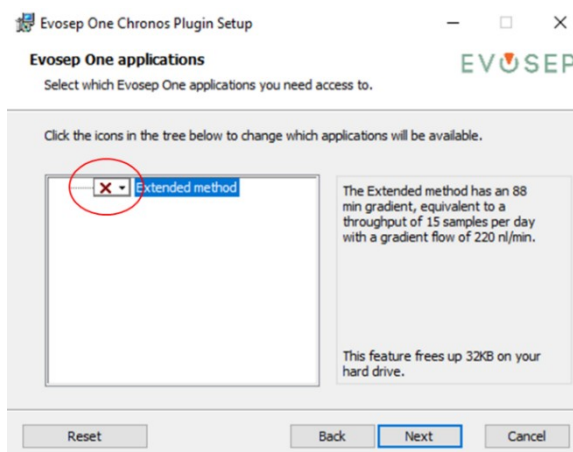 Evosep One Chronos Plugin Setup
Evosep One applications
EVOSEP
Select which Evosep One applications you need access to.
Click the icons in the tree below to change which applications will be available.
Extended method
The Extended method has an 88
min gradient, equivalent to a
throughput of 15 samples per day
with a gradient flow of 220 nl/min.
This feature frees up 32KB on your
hard drive.
Reset
Back
Next
Cancel